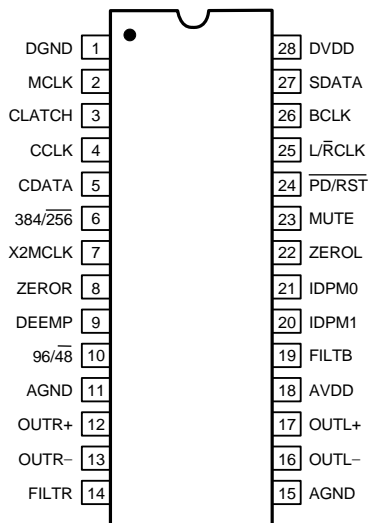 DGND 1 28 DVDD
MCLK 2 27 SDATA
CLATCH 3 26 BCLK
CCLK 4 25 L/R̅CLK
CDATA 5 24 P̅D̅/̅R̅S̅T̅
384/2̅5̅6̅ 6 23 MUTE
X2MCLK 7 22 ZEROL
ZEROR 8 21 IDPM0
DEEMP 9 20 IDPM1
96/4̅8̅ 10 19 FILTB
AGND 11 18 AVDD
OUTR+ 12 17 OUTL+
OUTR− 13 16 OUTL−
FILTR 14 15 AGND